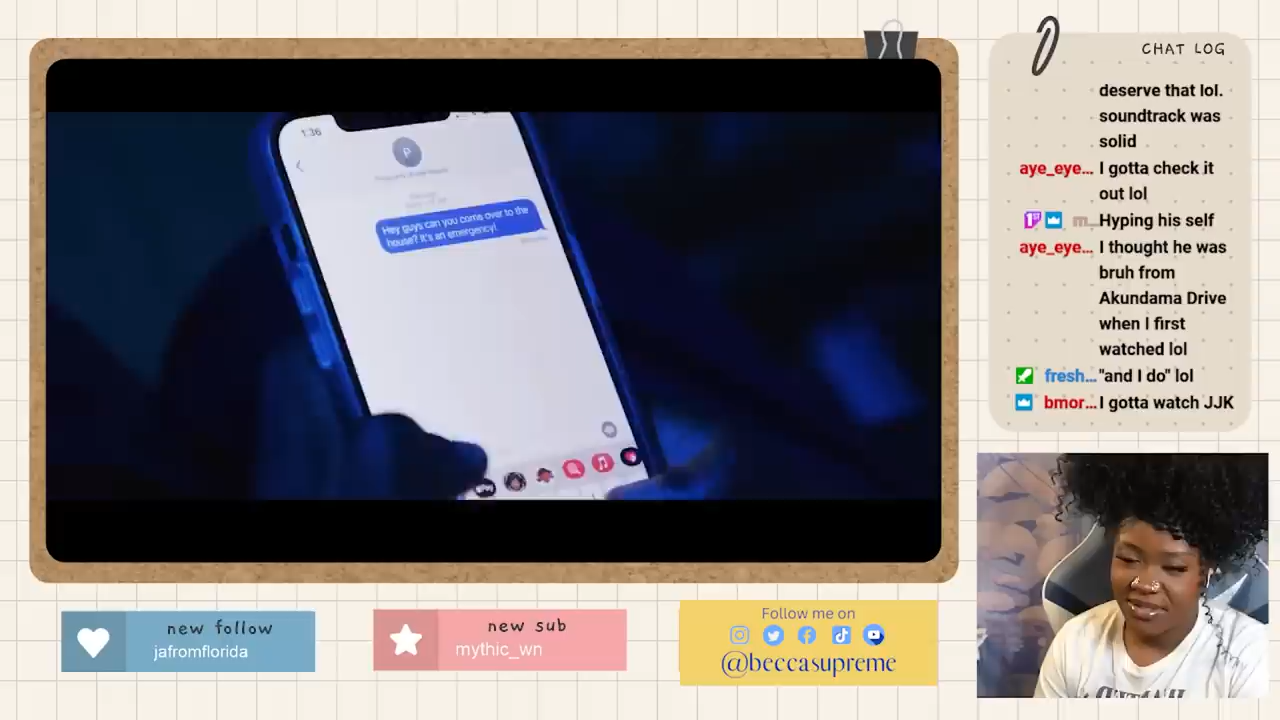 CHAT LOG
deserve that lol.
soundtrack was
solid
aye_eye... I gotta check it
out lol
m... Hyping his self
aye_eye... I thought he was
bruh from
Akundama Drive
when I first
watched lol
fresh... "and I do" lol
bmor... I gotta watch JJK
1:36
P
Hey guys can you come over to the
house? It's an emergency!
new follow
jafromflorida
new sub
mythic_wn
Follow me on
@beccasupreme